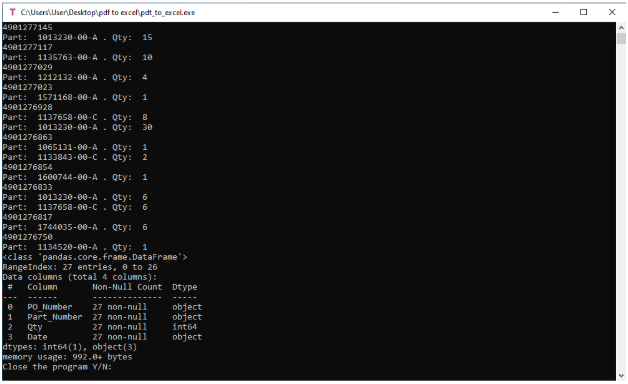 C:\Users\User\Desktop\pdf to excel\pdt_to_excel.exe
4901277145
Part:  1013230-00-A . Qty:  15
4901277117
Part:  1135763-00-A . Qty:  10
4901277029
Part:  1212132-00-A . Qty:  4
4901277023
Part:  1571168-00-A . Qty:  1
4901276928
Part:  1137658-00-C . Qty:  8
Part:  1013230-00-A . Qty:  30
4901276863
Part:  1065131-00-A . Qty:  1
Part:  1133843-00-C . Qty:  2
4901276854
Part:  1600744-00-A . Qty:  1
4901276833
Part:  1013230-00-A . Qty:  6
Part:  1137658-00-C . Qty:  6
4901276817
Part:  1744035-00-A . Qty:  6
4901276750
Part:  1134520-00-A . Qty:  1
<class 'pandas.core.frame.DataFrame'>
RangeIndex: 27 entries, 0 to 26
Data columns (total 4 columns):
 #   Column       Non-Null Count  Dtype
---  ------       --------------  -----
 0   PO_Number    27 non-null     object
 1   Part_Number  27 non-null     object
 2   Qty          27 non-null     int64
 3   Date         27 non-null     object
dtypes: int64(1), object(3)
memory usage: 992.0+ bytes
Close the program Y/N: